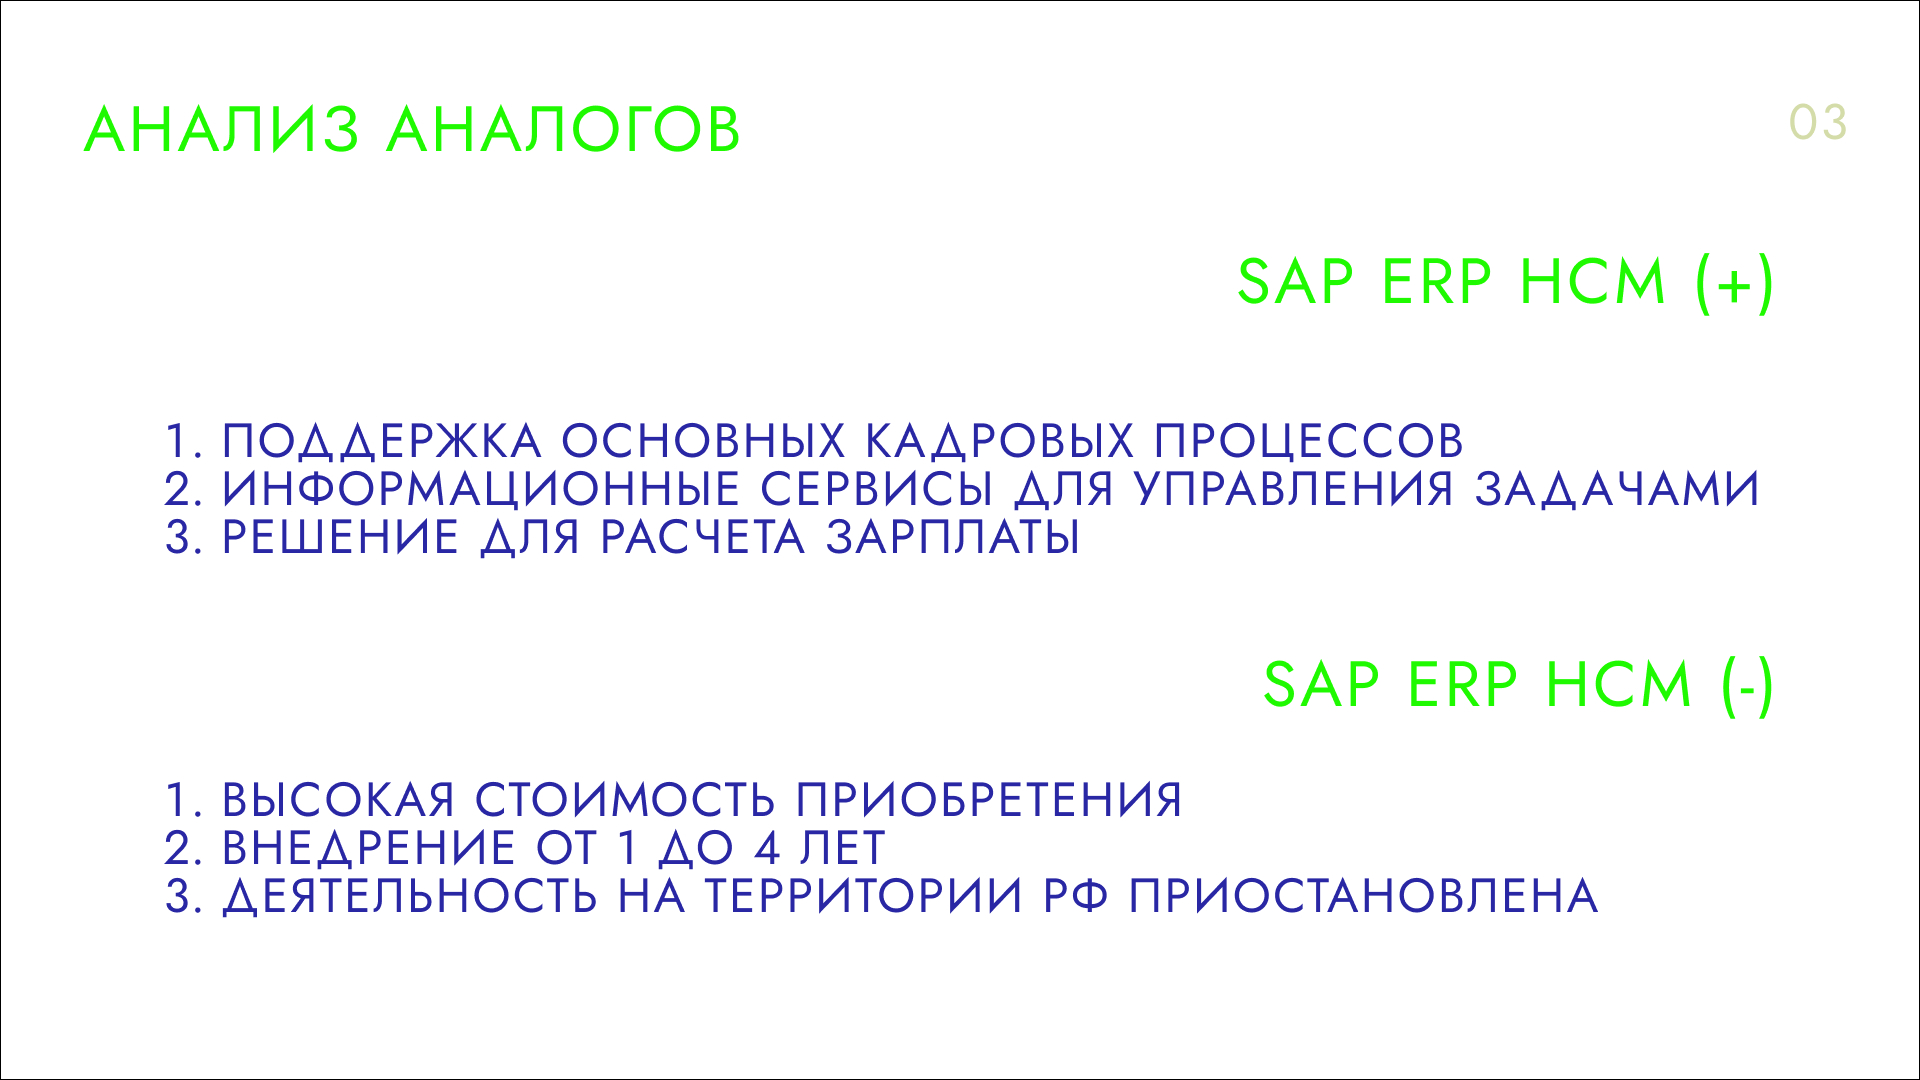 АНАЛИЗ АНАЛОГОВ
03
SAP ERP HCM (+)
1. ПОДДЕРЖКА ОСНОВНЫХ КАДРОВЫХ ПРОЦЕССОВ
2. ИНФОРМАЦИОННЫЕ СЕРВИСЫ ДЛЯ УПРАВЛЕНИЯ ЗАДАЧАМИ
3. РЕШЕНИЕ ДЛЯ РАСЧЕТА ЗАРПЛАТЫ
SAP ERP HCM (-)
1. ВЫСОКАЯ СТОИМОСТЬ ПРИОБРЕТЕНИЯ
2. ВНЕДРЕНИЕ ОТ 1 ДО 4 ЛЕТ
3. ДЕЯТЕЛЬНОСТЬ НА ТЕРРИТОРИИ РФ ПРИОСТАНОВЛЕНА